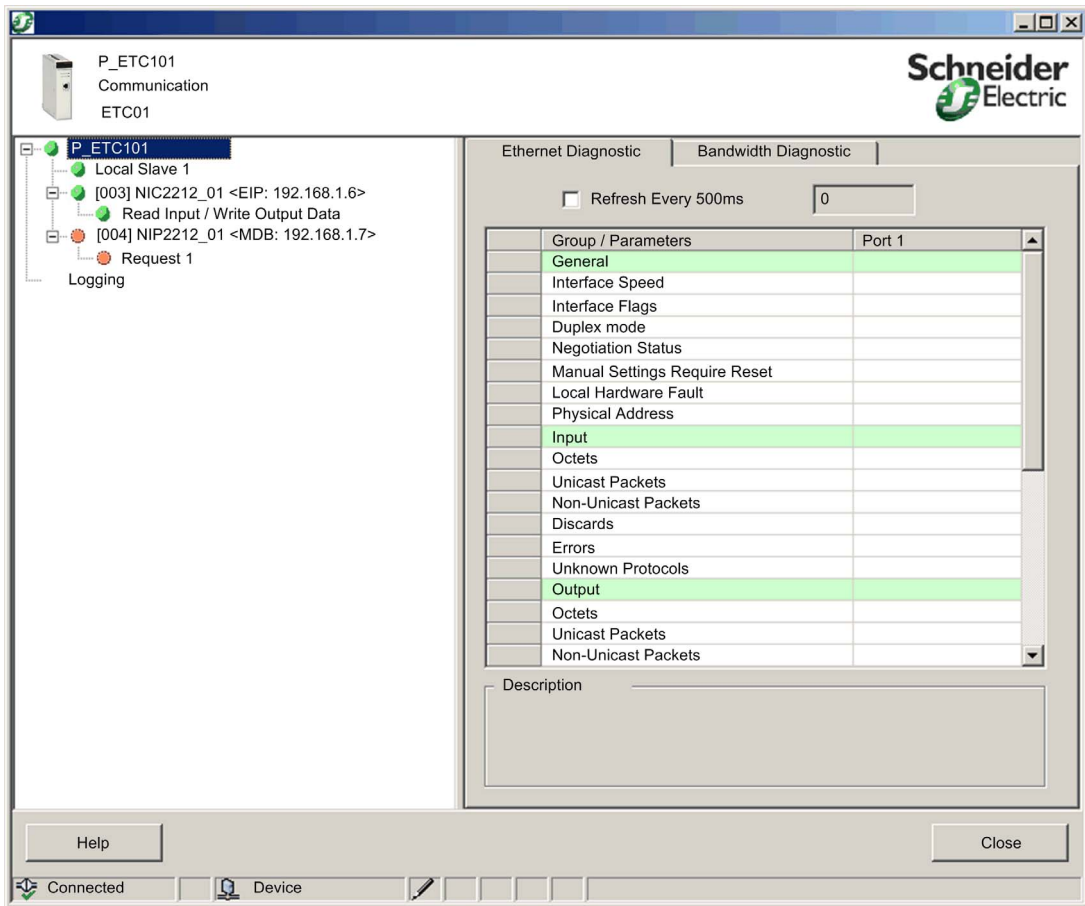 P_ETC101
Communication
ETC01
Schneider
Electric
P_ETC101
Local Slave 1
[003] NIC2212_01 <EIP: 192.168.1.6>
Read Input / Write Output Data
[004] NIP2212_01 <MDB: 192.168.1.7>
Request 1
Logging
Ethernet Diagnostic
Bandwidth Diagnostic
Refresh Every 500ms
0
Group / Parameters Port 1
General
Interface Speed
Interface Flags
Duplex mode
Negotiation Status
Manual Settings Require Reset
Local Hardware Fault
Physical Address
Input
Octets
Unicast Packets
Non-Unicast Packets
Discards
Errors
Unknown Protocols
Output
Octets
Unicast Packets
Non-Unicast Packets
Description
Help
Close
Connected
Device